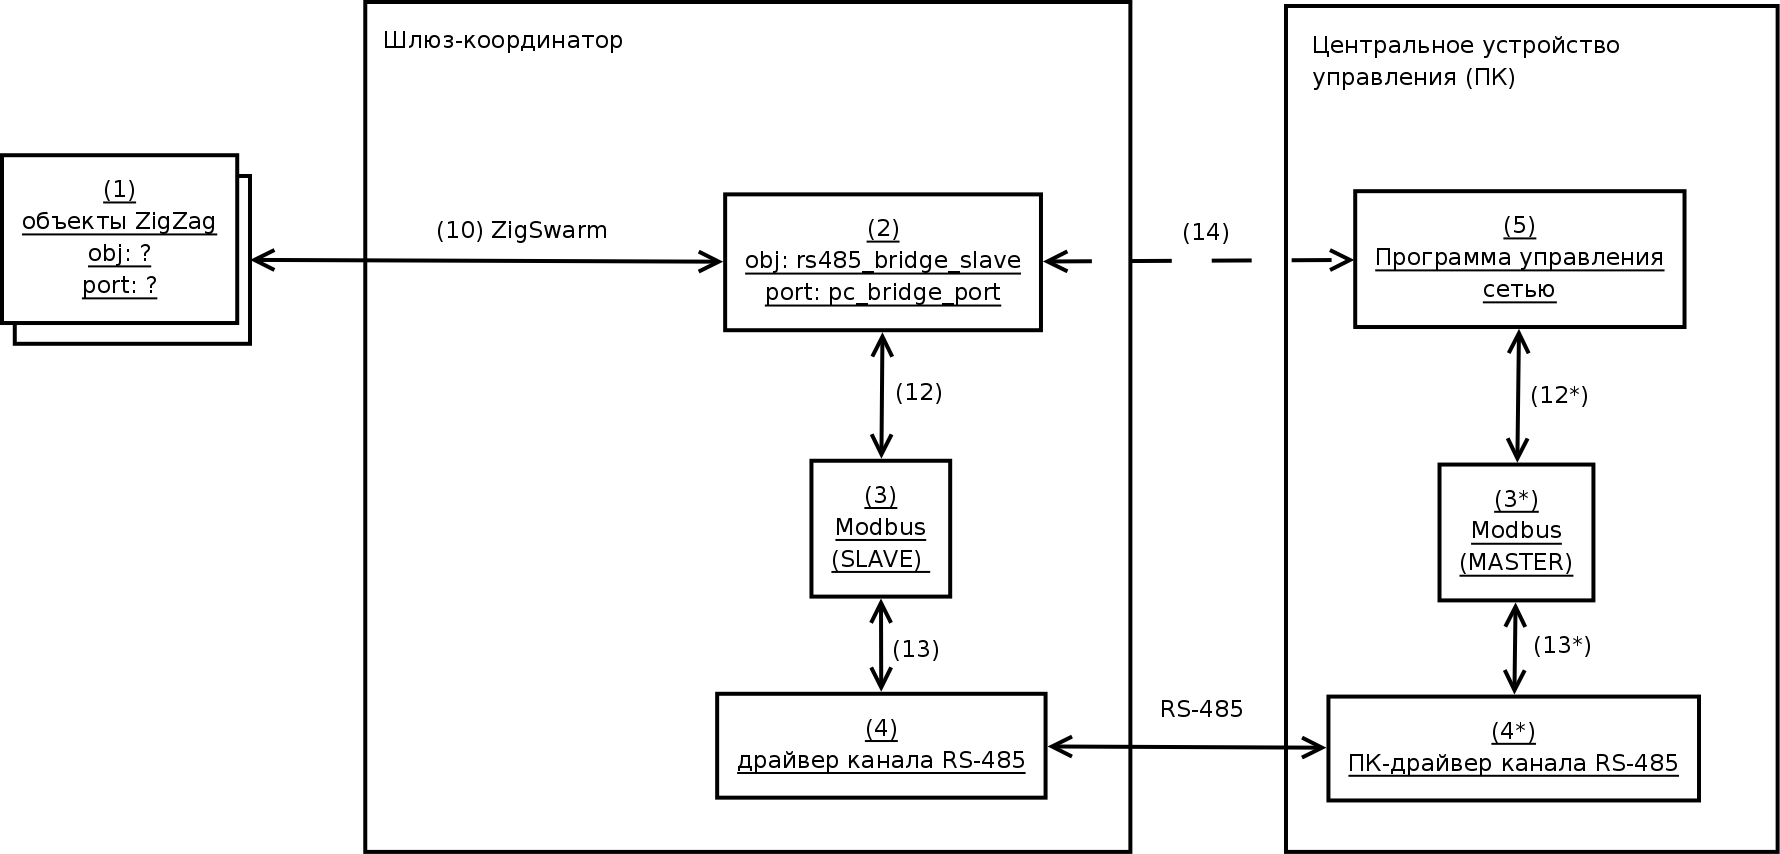 Шлюз-координатор
Центральное устройство
управления (ПК)
(1)
объекты ZigZag
obj: ?
port: ?
(10) ZigSwarm
(2)
obj: rs485_bridge_slave
port: pc_bridge_port
(14)
(5)
Программа управления
сетью
(12)
(12*)
(3)
Modbus
(SLAVE)
(3*)
Modbus
(MASTER)
(13)
(13*)
(4)
драйвер канала RS-485
RS-485
(4*)
ПК-драйвер канала RS-485